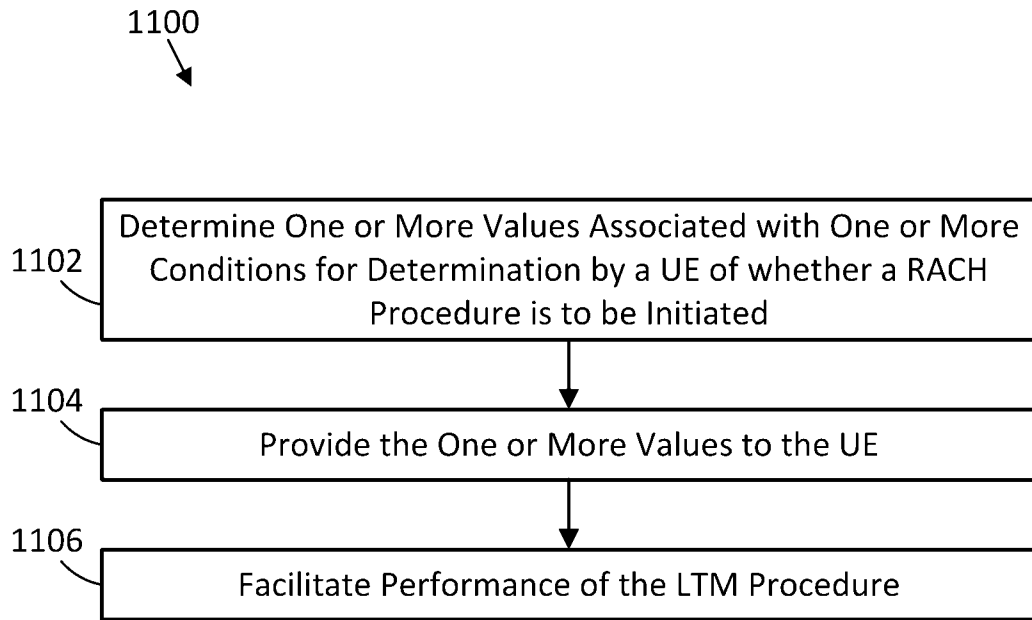 1100
1102
Determine One or More Values Associated with One or More
Conditions for Determination by a UE of whether a RACH
Procedure is to be Initiated
1104
Provide the One or More Values to the UE
1106
Facilitate Performance of the LTM Procedure